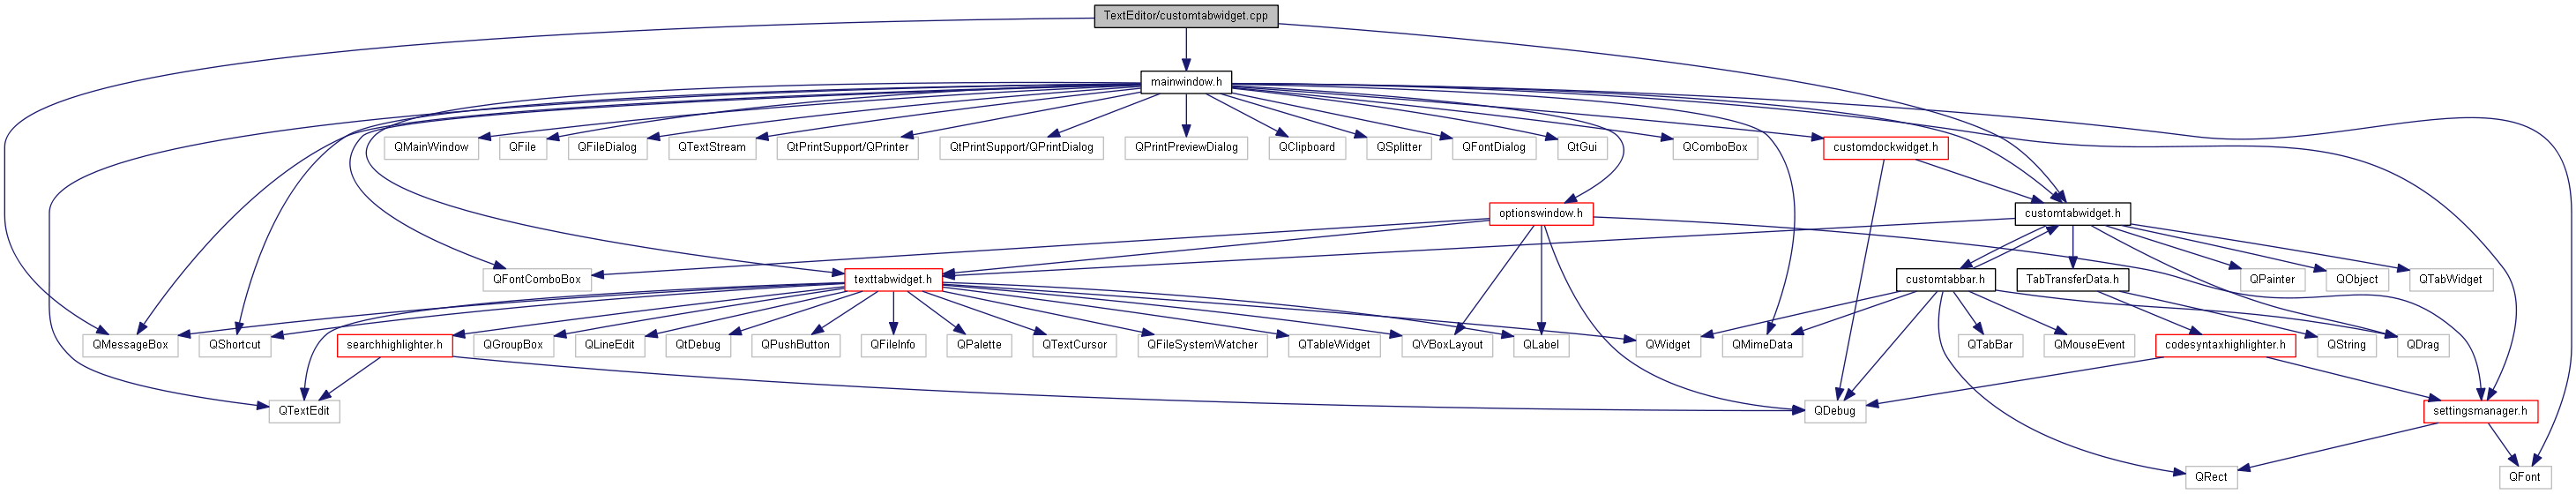 TextEditor/customtabwidget.cpp
mainwindow.h
QMainWindow
QFile
QFileDialog
QTextStream
QtPrintSupport/QPrinter
QtPrintSupport/QPrintDialog
QPrintPreviewDialog
QClipboard
QSplitter
QFontDialog
QtGui
QComboBox
customdockwidget.h
optionswindow.h
customtabwidget.h
QFontComboBox
texttabwidget.h
customtabbar.h
TabTransferData.h
QPainter
QObject
QTabWidget
QMessageBox
QShortcut
searchhighlighter.h
QGroupBox
QLineEdit
QtDebug
QPushButton
QFileInfo
QPalette
QTextCursor
QFileSystemWatcher
QTableWidget
QVBoxLayout
QLabel
QWidget
QMimeData
QTabBar
QMouseEvent
codesyntaxhighlighter.h
QString
QDrag
QTextEdit
QDebug
settingsmanager.h
QRect
QFont